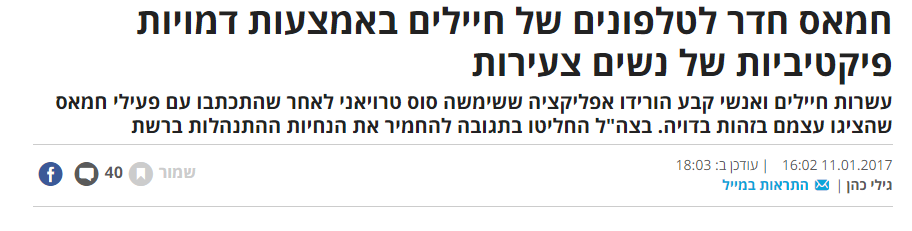 חמאס חדר לטלפונים של חיילים באמצעות דמויות
פיקטיביות של נשים צעירות
עשרות חיילים ואנשי קבע הורידו אפליקציה ששימשה סוס טרויאני לאחר שהתכתבו עם פעילי חמאס
שהציגו עצמם בזהות בדויה. בצה"ל החליטו בתגובה להחמיר את הנחיות ההתנהלות ברשת
11.01.2017 16:02 | עודכן ב: 18:03
גילי כהן | התראות במייל
שמור 40 f